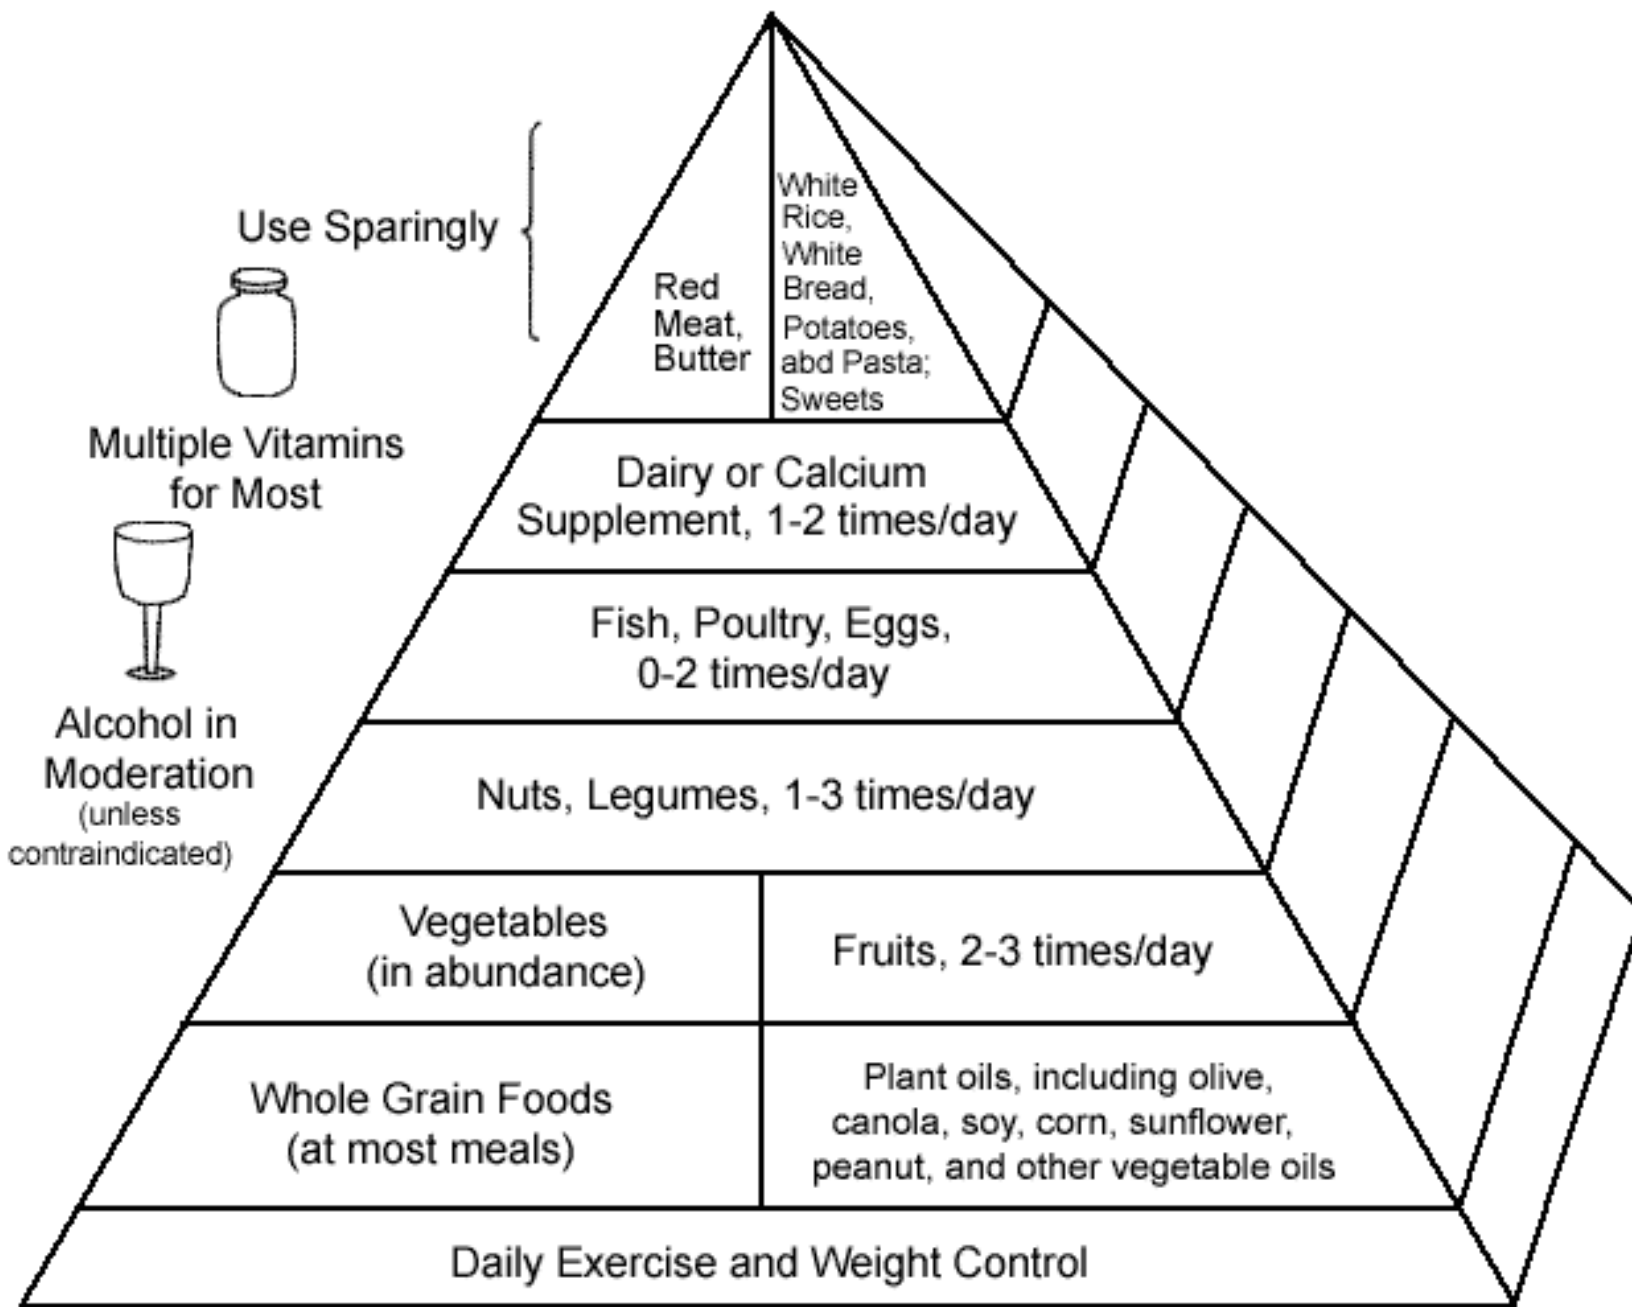 Use Sparingly
Red
Meat,
Butter
White
Rice,
White
Bread,
Potatoes,
abd Pasta;
Sweets
Multiple Vitamins
for Most
Dairy or Calcium
Supplement, 1-2 times/day
Fish, Poultry, Eggs,
0-2 times/day
Alcohol in
Moderation
(unless
contraindicated)
Nuts, Legumes, 1-3 times/day
Vegetables
(in abundance)
Fruits, 2-3 times/day
Whole Grain Foods
(at most meals)
Plant oils, including olive,
canola, soy, corn, sunflower,
peanut, and other vegetable oils
Daily Exercise and Weight Control